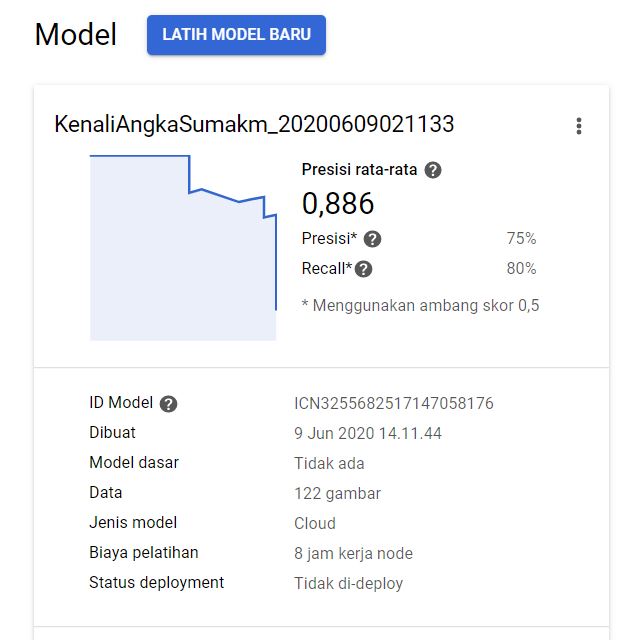 Model
LATIH MODEL BARU
KenaliAngkaSumakm_20200609021133
Presisi rata-rata ?
0,886
Presisi* ? 75%
Recall* ? 80%
* Menggunakan ambang skor 0,5
ID Model ? ICN3255682517147058176
Dibuat 9 Jun 2020 14.11.44
Model dasar Tidak ada
Data 122 gambar
Jenis model Cloud
Biaya pelatihan 8 jam kerja node
Status deployment Tidak di-deploy